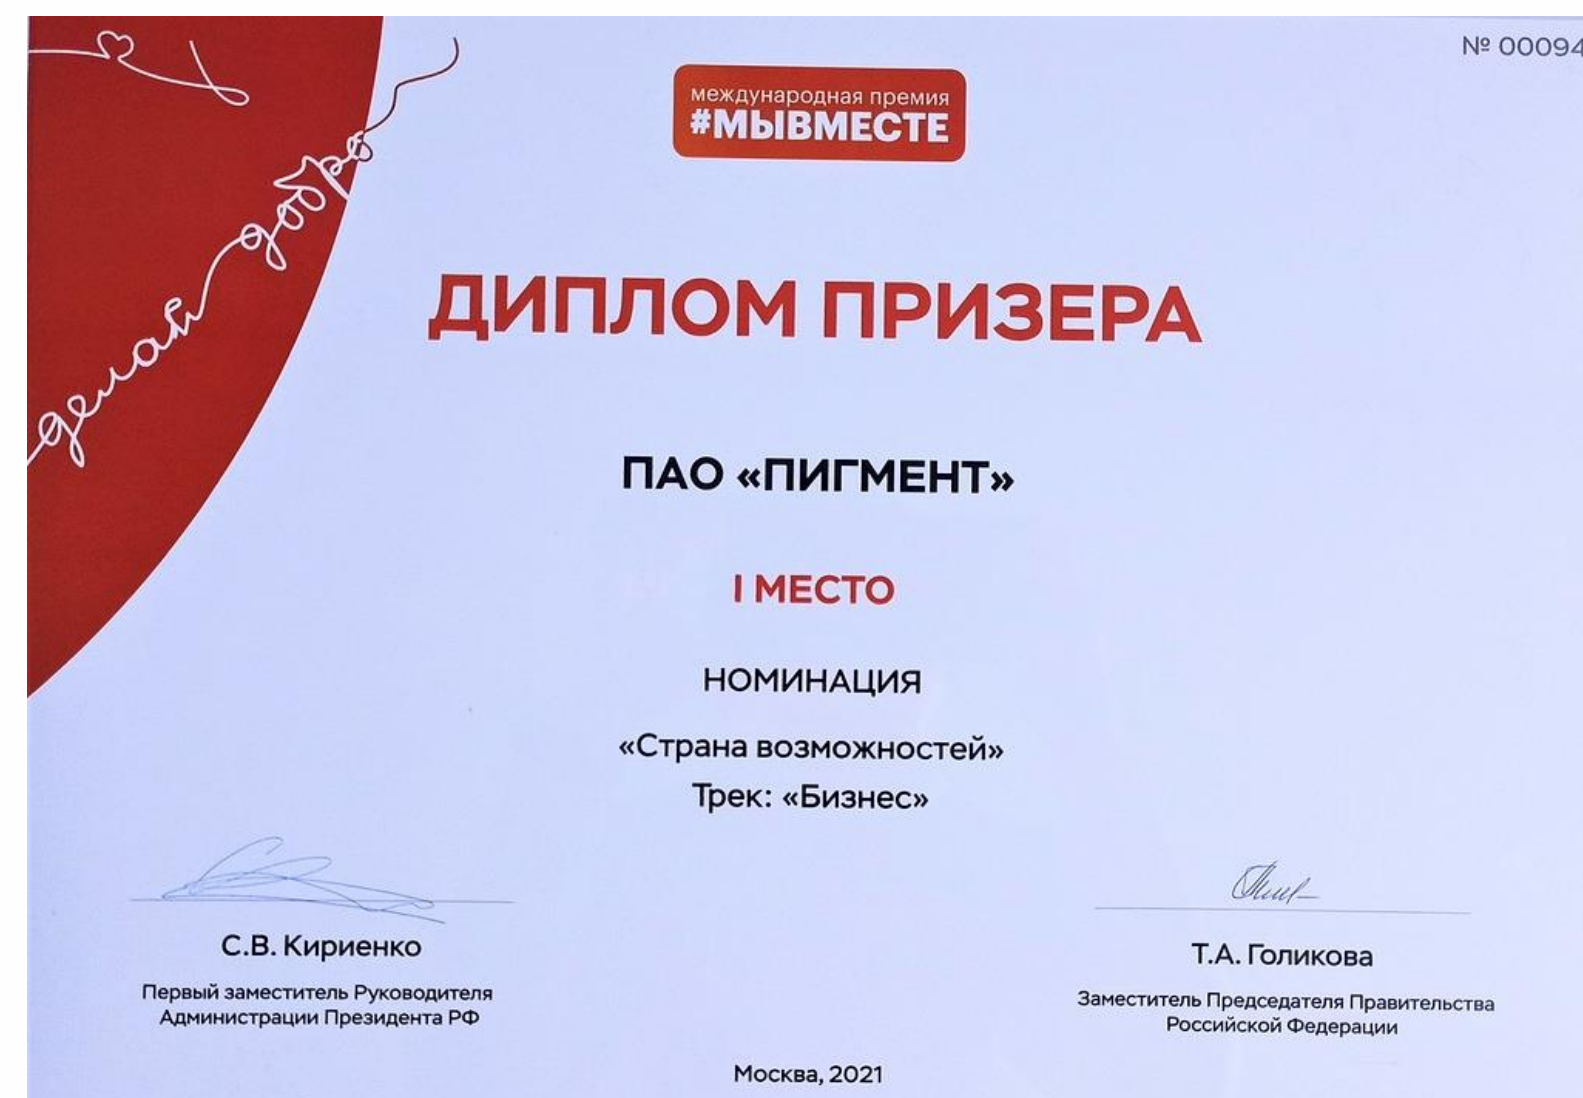 № 00094
международная премия
#МЫВМЕСТЕ
делай добро
ДИПЛОМ ПРИЗЕРА
ПАО «ПИГМЕНТ»
I МЕСТО
НОМИНАЦИЯ
«Страна возможностей»
Трек: «Бизнес»
С.В. Кириенко
Первый заместитель Руководителя
Администрации Президента РФ
Т.А. Голикова
Заместитель Председателя Правительства
Российской Федерации
Москва, 2021